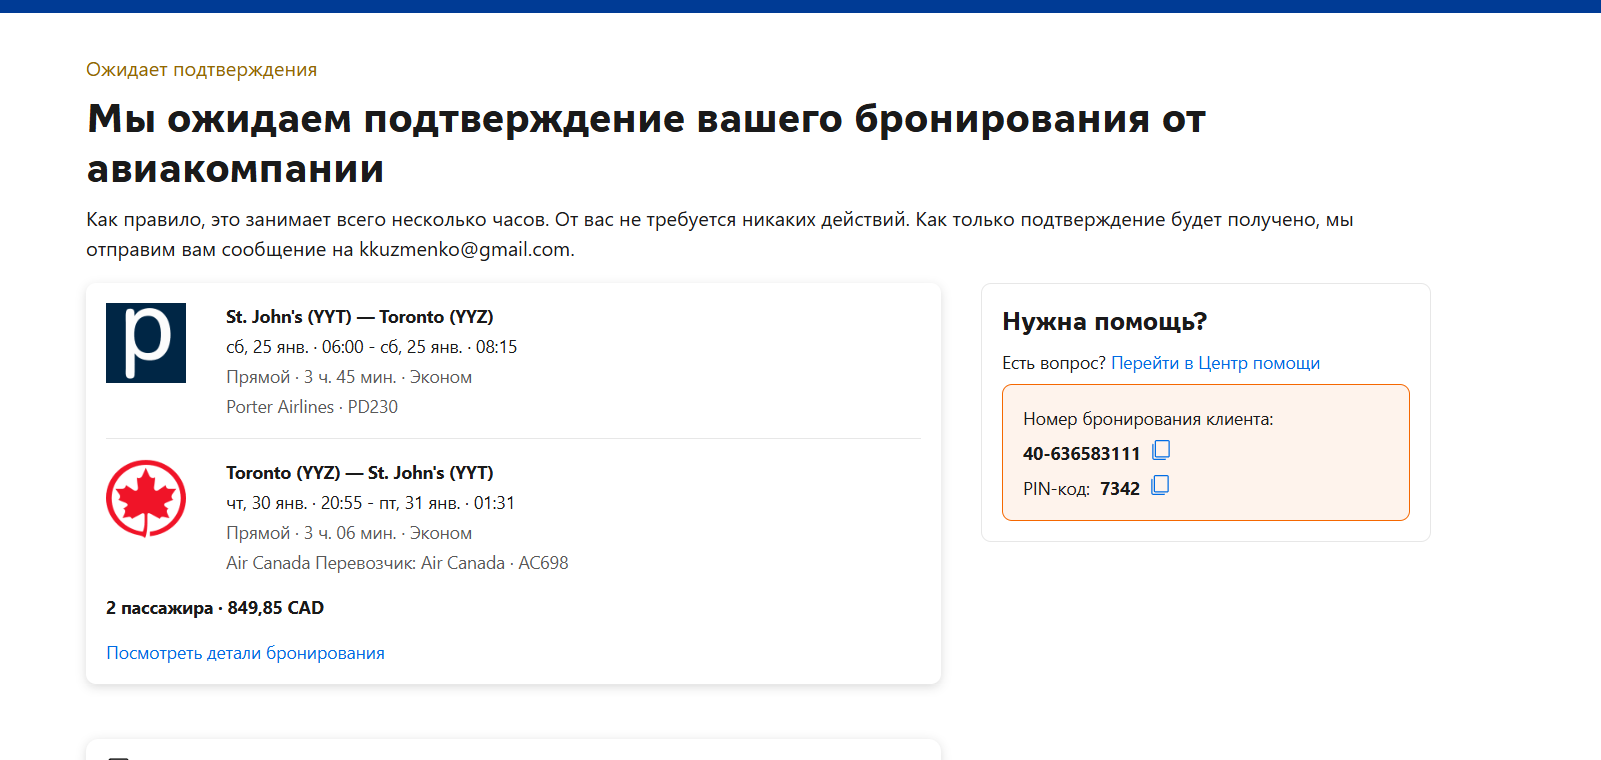 Ожидает подтверждения
Мы ожидаем подтверждение вашего бронирования от
авиакомпании
Как правило, это занимает всего несколько часов. От вас не требуется никаких действий. Как только подтверждение будет получено, мы
отправим вам сообщение на kkuzmenko@gmail.com.
p
St. John's (YYT) — Toronto (YYZ)
сб, 25 янв. · 06:00 - сб, 25 янв. · 08:15
Прямой · 3 ч. 45 мин. · Эконом
Porter Airlines · PD230
Toronto (YYZ) — St. John's (YYT)
чт, 30 янв. · 20:55 - пт, 31 янв. · 01:31
Прямой · 3 ч. 06 мин. · Эконом
Air Canada Перевозчик: Air Canada · AC698
2 пассажира · 849,85 CAD
Посмотреть детали бронирования
Нужна помощь?
Есть вопрос? Перейти в Центр помощи
Номер бронирования клиента:
40-636583111
PIN-код: 7342